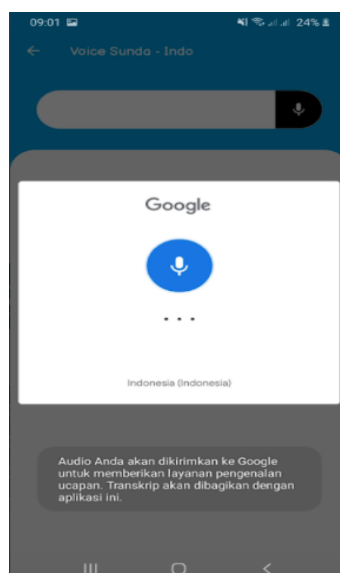 09:01 24%
Voice Sunda - Indo
Google
Indonesia (Indonesia)
Audio Anda akan dikirimkan ke Google
untuk memberikan layanan pengenalan
ucapan. Transkrip akan dibagikan dengan
aplikasi ini.